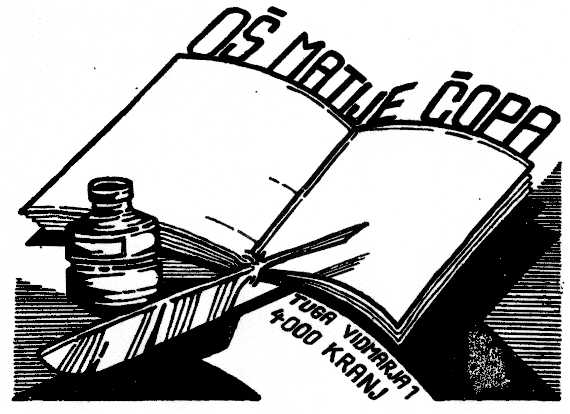 OŠ MATIJE ČOPA
TUGA VIDMARJA 1
4000 KRANJ